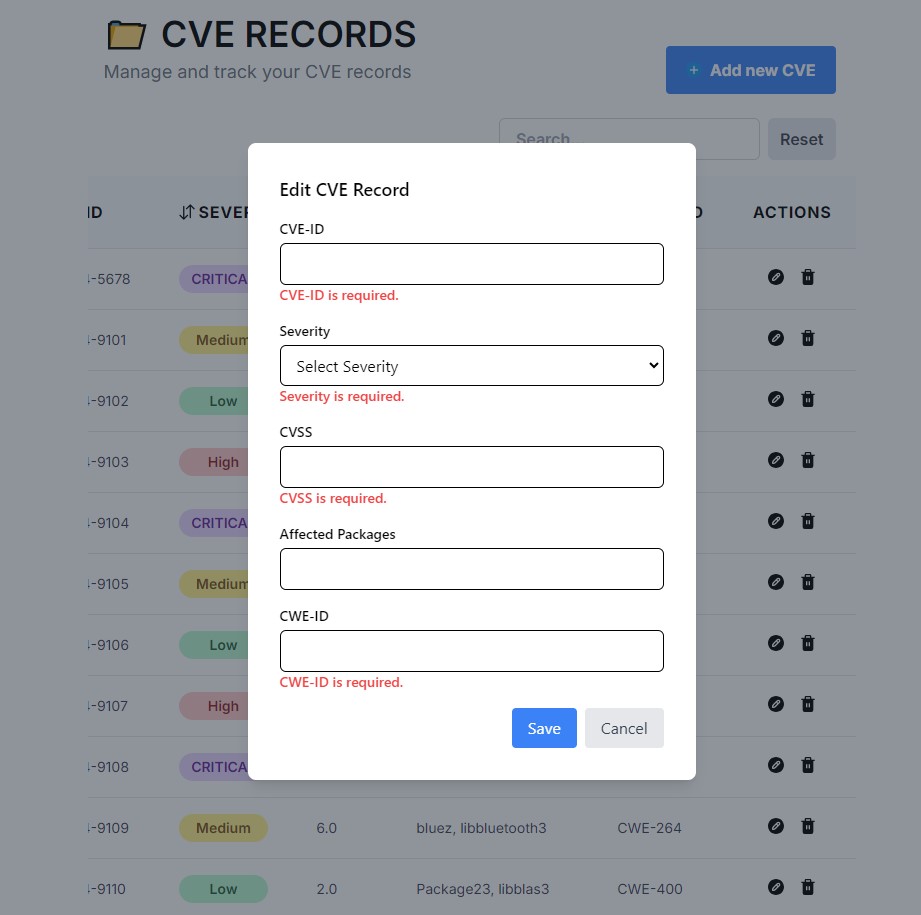 CVE RECORDS
Manage and track your CVE records
+ Add new CVE
Search Reset
ID SEVER D ACTIONS
Edit CVE Record
CVE-ID
CVE-ID is required.
Severity
Select Severity
Severity is required.
CVSS
CVSS is required.
Affected Packages
CWE-ID
CWE-ID is required.
Save Cancel
-5678 CRITICA
-9101 Medium
-9102 Low
-9103 High
-9104 CRITICA
-9105 Medium
-9106 Low
-9107 High
-9108 CRITICA
-9109 Medium 6.0 bluez, libbluetooth3 CWE-264
-9110 Low 2.0 Package23, libblas3 CWE-400